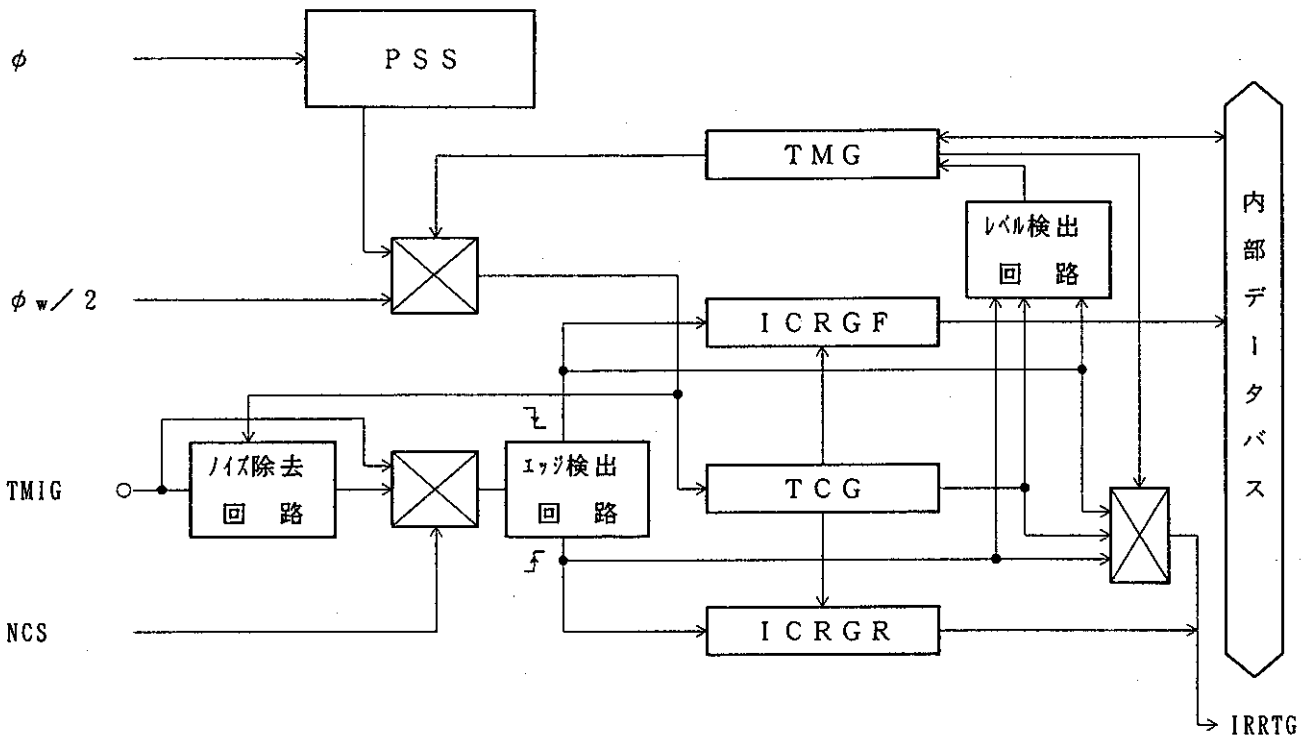 φ
PSS
TMG
レベル検出
回路
内部データバス
φw/2
ICRGF
TMIG
ノイズ除去
回路
エッジ検出
回路
TCG
NCS
ICRGR
IRRTG